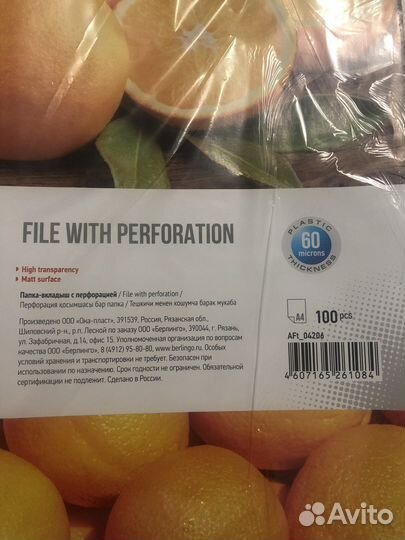 FILE WITH PERFORATION
PLASTIC
60
microns
THICKNESS
High transparency
Matt surface
Папка-вкладыш с перфорацией / File with perforation /
Перфорация қосымшасы бар папка / Тешикчи менен кошумча барак мукаба
Произведено ООО «Ока-пласт», 391539, Россия, Рязанская обл.,
Шиловский р-н., р.п. Лесной по заказу ООО «Берлинго», 390044, г. Рязань,
ул. Зафабричная, д.14, офис 15. Уполномоченная организация по вопросам
качества ООО «Берлинго», 8 (4912) 95-80-80, www.berlingo.ru. Особых
условий хранения и транспортировки не требует. Безопасен при
использовании по назначению. Срок годности не ограничен. Обязательной
сертификации не подлежит. Сделано в России.
A4
100 pcs.
AFt_04206
4 607165 261084
Avito